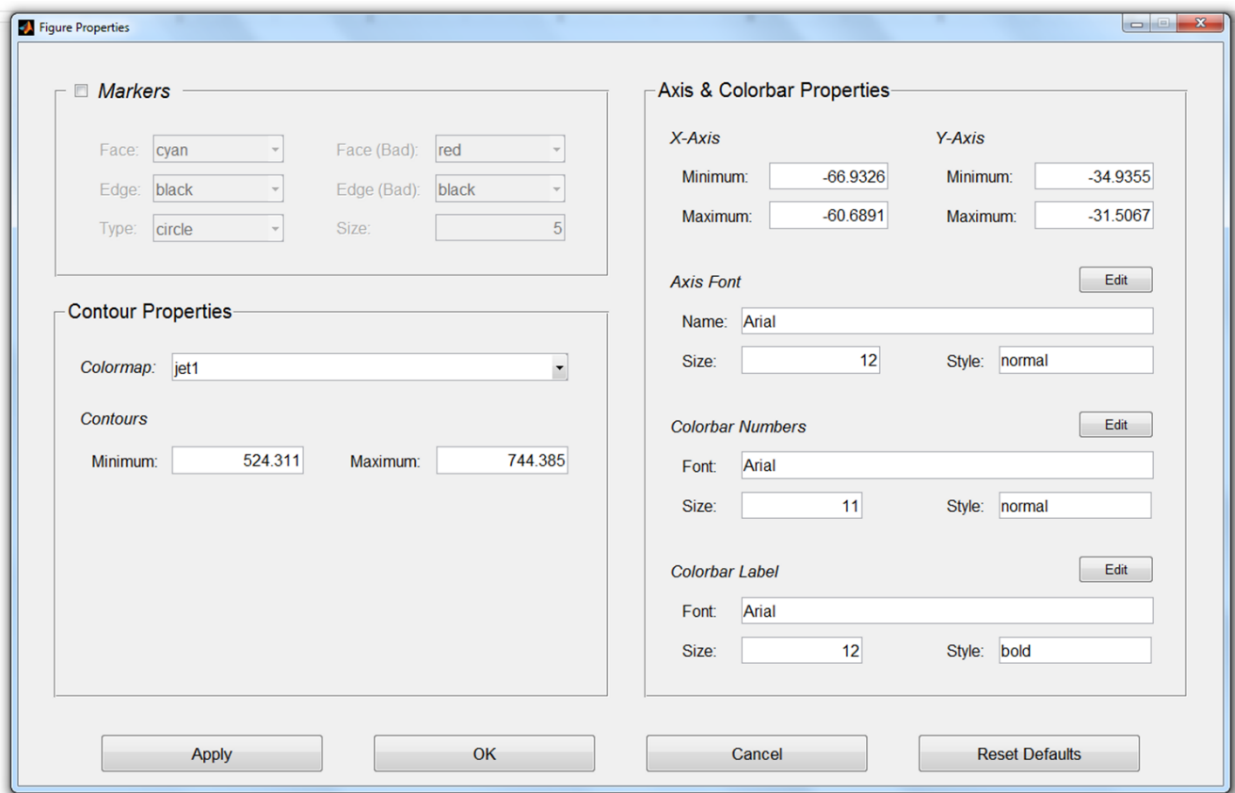 Figure Properties
Markers
Face: cyan Face (Bad): red
Edge: black Edge (Bad): black
Type: circle Size: 5
Contour Properties
Colormap: jet1
Contours
Minimum: 524.311 Maximum: 744.385
Axis & Colorbar Properties
X-Axis Y-Axis
Minimum: -66.9326 Minimum: -34.9355
Maximum: -60.6891 Maximum: -31.5067
Axis Font Edit
Name: Arial
Size: 12 Style: normal
Colorbar Numbers Edit
Font: Arial
Size: 11 Style: normal
Colorbar Label Edit
Font: Arial
Size: 12 Style: bold
Apply OK Cancel Reset Defaults